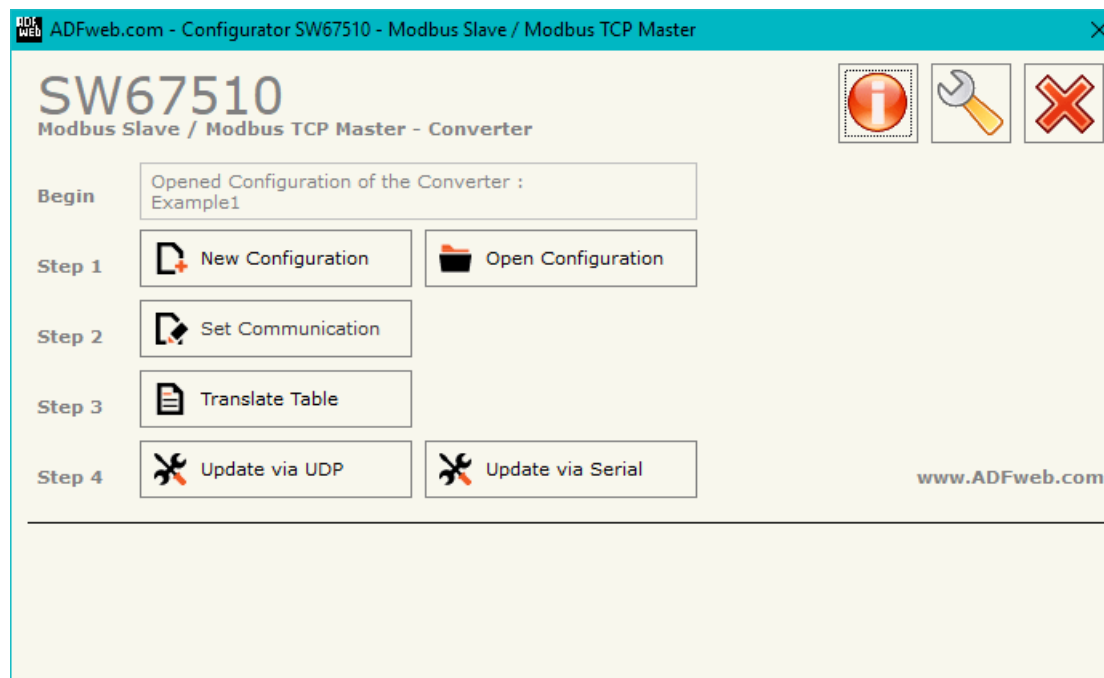 ADF
WEB
ADFweb.com - Configurator SW67510 - Modbus Slave / Modbus TCP Master
SW67510
Modbus Slave / Modbus TCP Master - Converter
Begin
Opened Configuration of the Converter :
Example1
Step 1
New Configuration
Open Configuration
Step 2
Set Communication
Step 3
Translate Table
Step 4
Update via UDP
Update via Serial
www.ADFweb.com